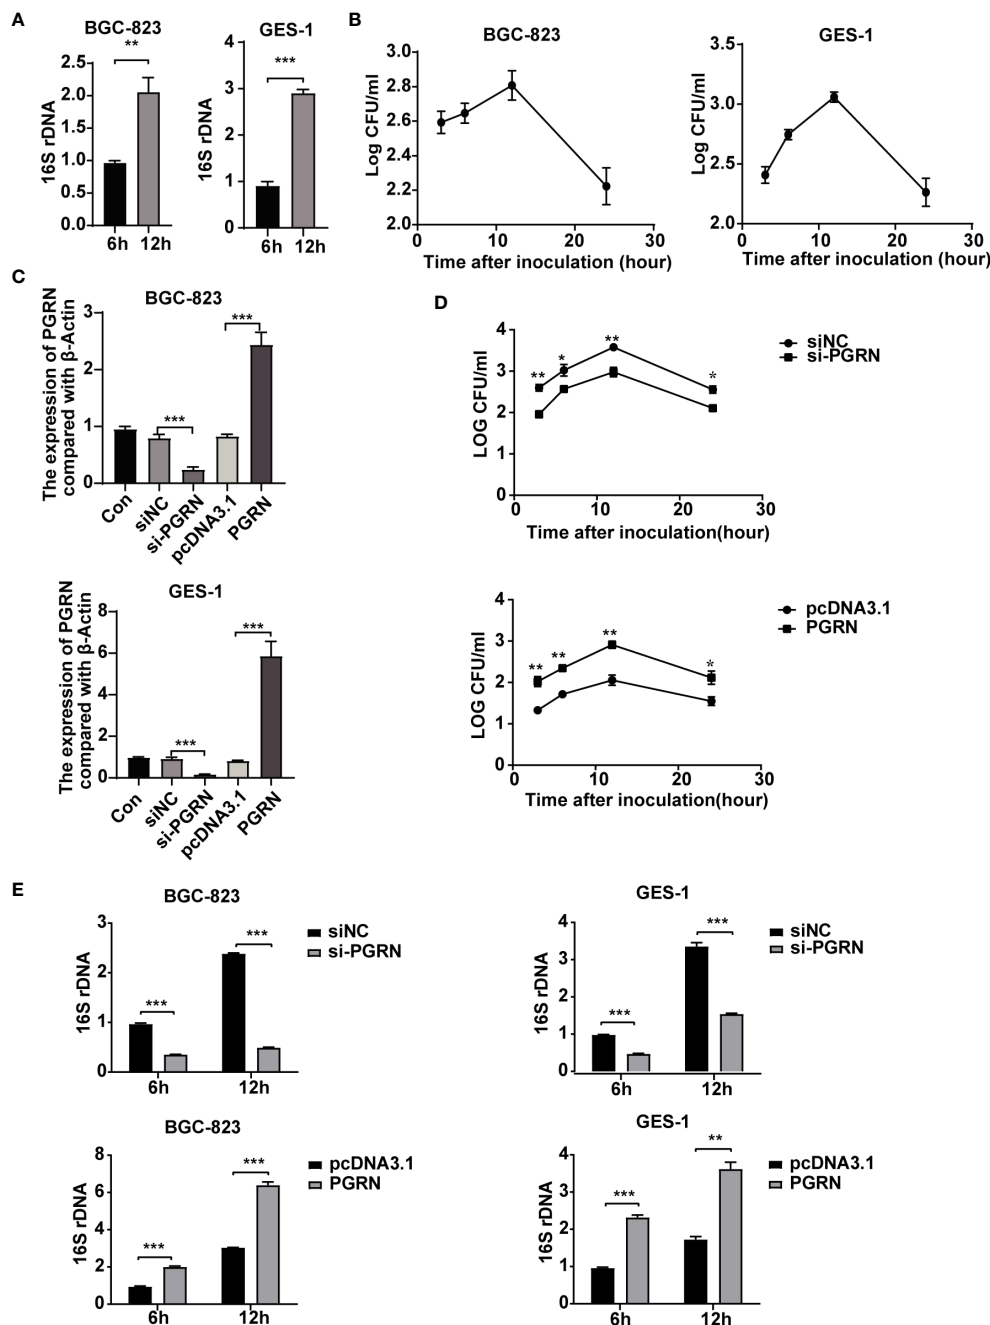 A
BGC-823
**
16S rDNA
2.5
2.0
1.5
1.0
0.5
0.0
6h 12h
GES-1
***
16S rDNA
4
3
2
1
0
6h 12h
B
BGC-823
Log CFU/ml
3.0
2.8
2.6
2.4
2.2
2.0
0 10 20 30
Time after inoculation (hour)
GES-1
Log CFU/ml
3.5
3.0
2.5
2.0
0 10 20 30
Time after inoculation (hour)
C
BGC-823
The expression of PGRN
compared with β-Actin
3
2
1
0
*** ***
Con siNC si-PGRN pcDNA3.1 PGRN
GES-1
The expression of PGRN
compared with β-Actin
8
6
4
2
0
*** ***
Con siNC si-PGRN pcDNA3.1 PGRN
D
LOG CFU/ml
4
3
2
1
0
** * ** *
0 10 20 30
Time after inoculation(hour)
siNC
si-PGRN
LOG CFU/ml
4
3
2
1
0
** ** ** *
0 10 20 30
Time after inoculation(hour)
pcDNA3.1
PGRN
E
BGC-823
16S rDNA
3
2
1
0
*** ***
6h 12h
siNC
si-PGRN
GES-1
16S rDNA
4
3
2
1
0
*** ***
6h 12h
siNC
si-PGRN
BGC-823
16S rDNA
8
6
4
2
0
*** ***
6h 12h
pcDNA3.1
PGRN
GES-1
16S rDNA
4
3
2
1
0
*** **
6h 12h
pcDNA3.1
PGRN